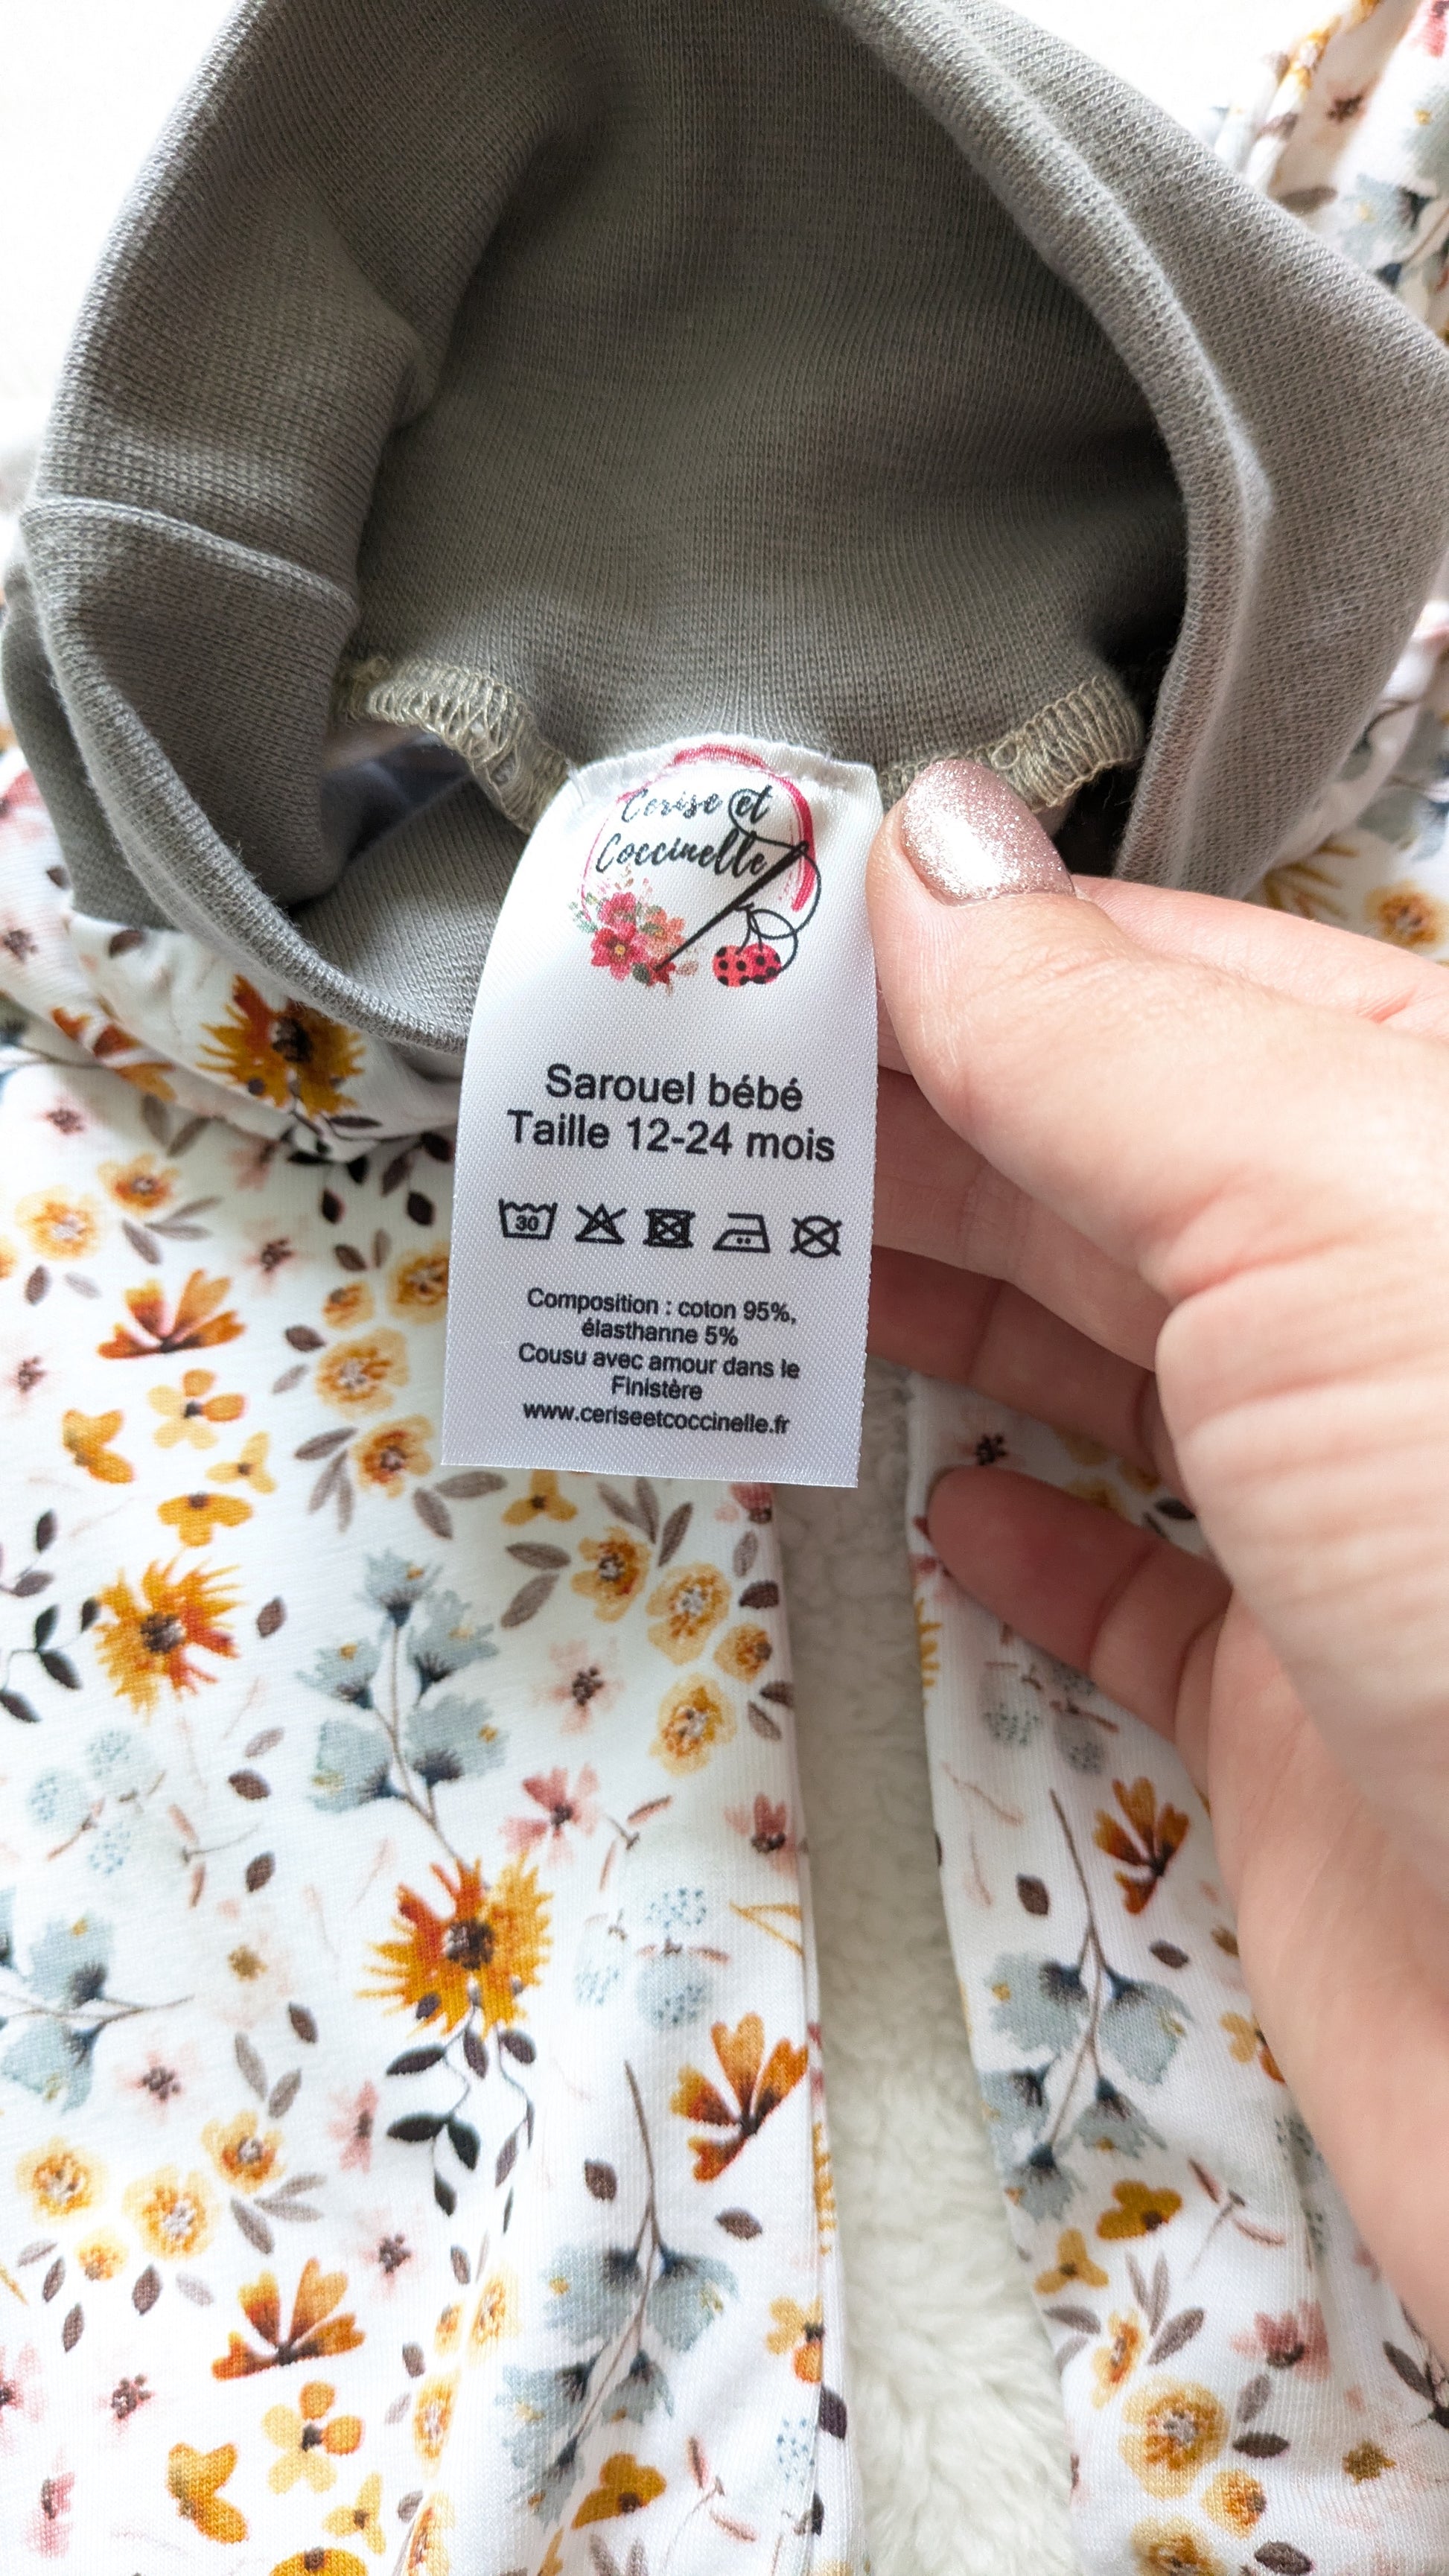 Cerise et
Coccinelle
Sarouel bébé
Taille 12-24 mois
30
Composition : coton 95%,
élasthanne 5%
Cousu avec amour dans le
Finistère
www.ceriseetcoccinelle.fr